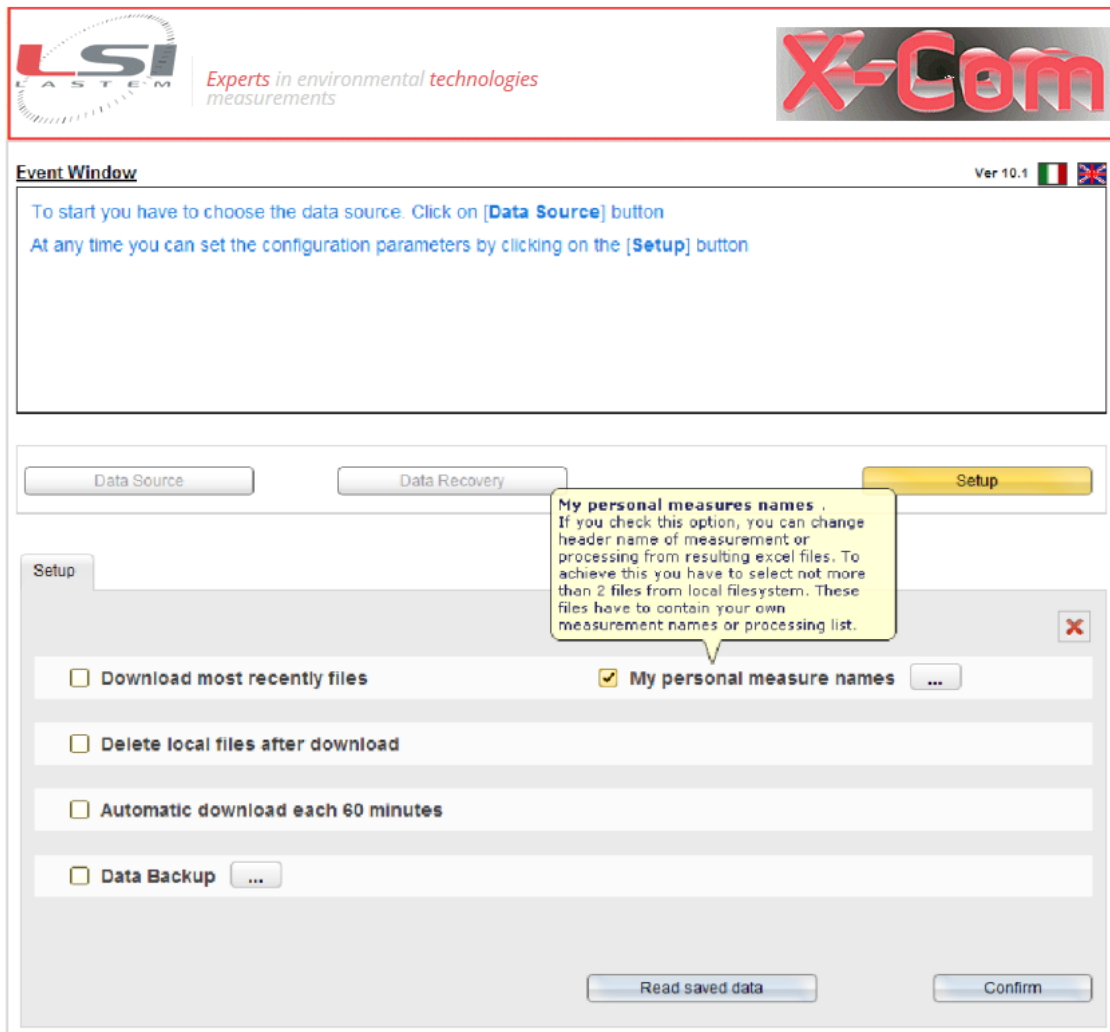 LSI
LASTEM
Experts in environmental technologies
measurements
X-Com
Event Window
Ver 10.1
To start you have to choose the data source. Click on [Data Source] button
At any time you can set the configuration parameters by clicking on the [Setup] button
Data Source
Data Recovery
Setup
My personal measures names .
If you check this option, you can change
header name of measurement or
processing from resulting excel files. To
achieve this you have to select not more
than 2 files from local filesystem. These
files have to contain your own
measurement names or processing list.
Setup
Download most recently files
My personal measure names
...
Delete local files after download
Automatic download each 60 minutes
Data Backup
...
Read saved data
Confirm